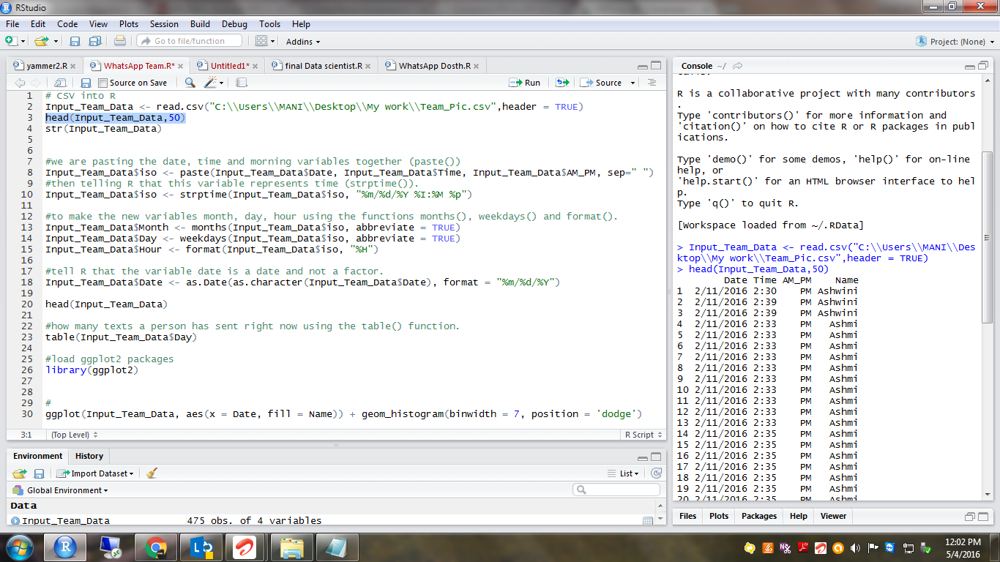 RStudio
File Edit Code View Plots Session Build Debug Tools Help
Go to file/function Addins Project: (None)
yammer2.R WhatsApp Team.R* Untitled1* final Data scientist.R WhatsApp Dosth.R
Source on Save Run Source
1 # CSV into R
2 Input_Team_Data <- read.csv("C:\\Users\\MANI\\Desktop\\My work\\Team_Pic.csv",header = TRUE)
3 head(Input_Team_Data,50)
4 str(Input_Team_Data)
5
6
7 #we are pasting the date, time and morning variables together (paste())
8 Input_Team_Data$iso <- paste(Input_Team_Data$Date, Input_Team_Data$Time, Input_Team_Data$AM_PM, sep=" ")
9 #then telling R that this variable represents time (strptime()).
10 Input_Team_Data$iso <- strptime(Input_Team_Data$iso, "%m/%d/%Y %I:%M %p")
11
12 #to make the new variables month, day, hour using the functions months(), weekdays() and format().
13 Input_Team_Data$Month <- months(Input_Team_Data$iso, abbreviate = TRUE)
14 Input_Team_Data$Day <- weekdays(Input_Team_Data$iso, abbreviate = TRUE)
15 Input_Team_Data$Hour <- format(Input_Team_Data$iso, "%H")
16
17 #tell R that the variable date is a date and not a factor.
18 Input_Team_Data$Date <- as.Date(as.character(Input_Team_Data$Date), format = "%m/%d/%Y")
19
20 head(Input_Team_Data)
21
22 #how many texts a person has sent right now using the table() function.
23 table(Input_Team_Data$Day)
24
25 #load ggplot2 packages
26 library(ggplot2)
27
28
29 #
30 ggplot(Input_Team_Data, aes(x = Date, fill = Name)) + geom_histogram(binwidth = 7, position = 'dodge')
3:1 (Top Level) R Script
Environment History
Import Dataset List
Global Environment
Data
Input_Team_Data 475 obs. of 4 variables
Console ~/
R is a collaborative project with many contributors
.
Type 'contributors()' for more information and
'citation()' on how to cite R or R packages in publ
ications.
Type 'demo()' for some demos, 'help()' for on-line
help, or
'help.start()' for an HTML browser interface to hel
p.
Type 'q()' to quit R.
[Workspace loaded from ~/.RData]
> Input_Team_Data <- read.csv("C:\\Users\\MANI\\Des
ktop\\My work\\Team_Pic.csv",header = TRUE)
> head(Input_Team_Data,50)
Date Time AM_PM Name
1 2/11/2016 2:30 PM Ashwini
2 2/11/2016 2:39 PM Ashwini
3 2/11/2016 2:39 PM Ashwini
4 2/11/2016 2:33 PM Ashmi
5 2/11/2016 2:33 PM Ashmi
6 2/11/2016 2:33 PM Ashmi
7 2/11/2016 2:33 PM Ashmi
8 2/11/2016 2:33 PM Ashmi
9 2/11/2016 2:33 PM Ashmi
10 2/11/2016 2:33 PM Ashmi
11 2/11/2016 2:33 PM Ashmi
12 2/11/2016 2:33 PM Ashmi
13 2/11/2016 2:33 PM Ashmi
14 2/11/2016 2:35 PM Ashmi
15 2/11/2016 2:35 PM Ashmi
16 2/11/2016 2:35 PM Ashmi
17 2/11/2016 2:35 PM Ashmi
18 2/11/2016 2:35 PM Ashmi
19 2/11/2016 2:35 PM Ashmi
20 2/11/2016 2:35 PM Ashmi
Files Plots Packages Help Viewer
12:02 PM
5/4/2016